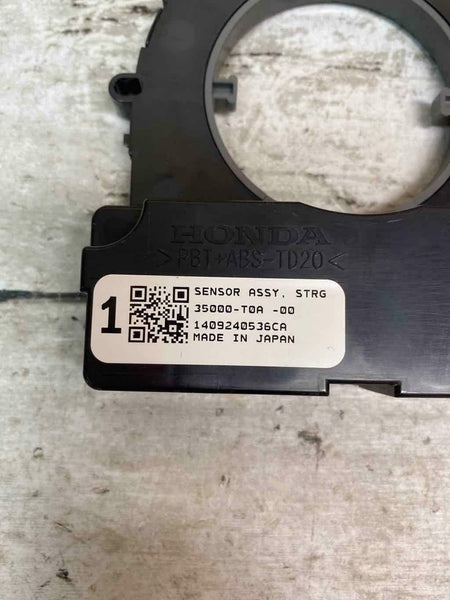 HONDA
>PBT+ABS-TD20<
1
SENSOR ASSY, STRG
35000-T0A -00
1409240536CA
MADE IN JAPAN